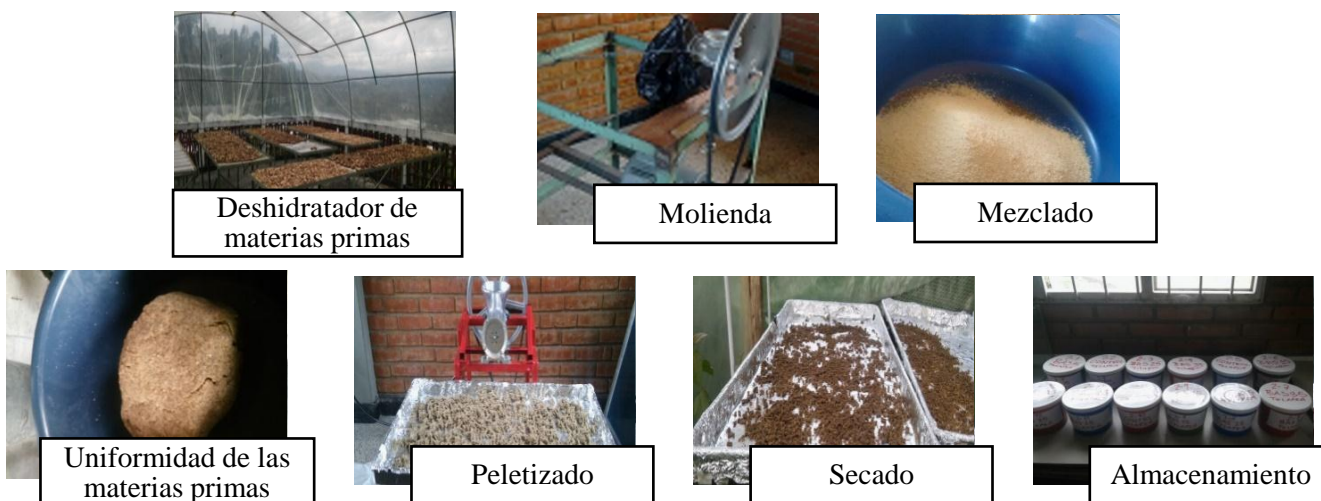 Deshidratador de
materias primas
Molienda
Mezclado
Uniformidad de las
materias primas
Peletizado
Secado
Almacenamiento